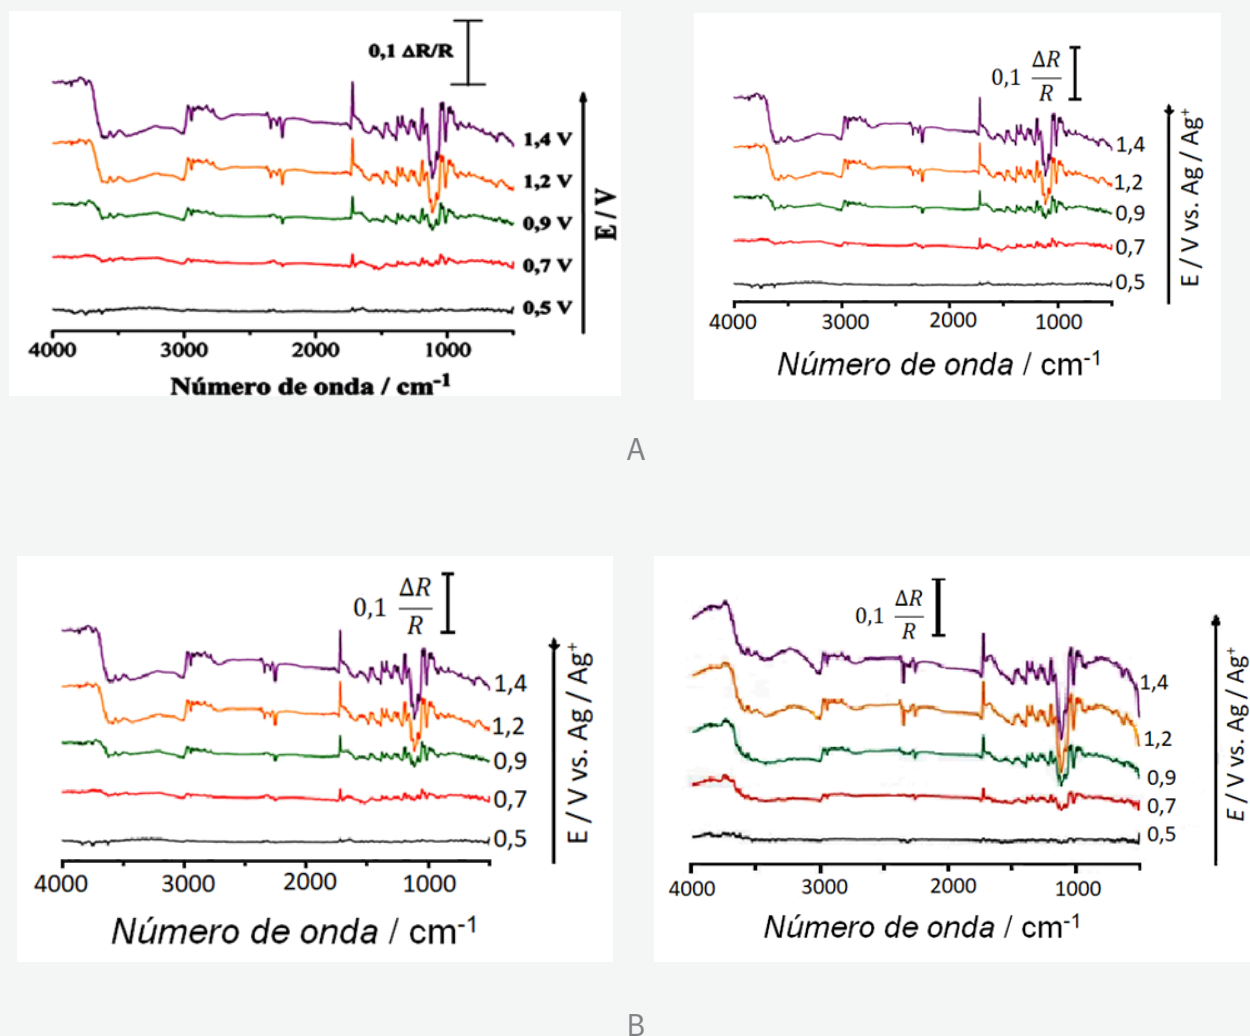 0,1 ΔR/R
1,4 V
1,2 V
0,9 V
0,7 V
0,5 V
E / V
4000 3000 2000 1000
Número de onda / cm⁻¹
0,1 ΔR/R
1,4
1,2
0,9
0,7
0,5
E / V vs. Ag / Ag⁺
4000 3000 2000 1000
Número de onda / cm⁻¹
A
0,1 ΔR/R
1,4
1,2
0,9
0,7
0,5
E / V vs. Ag / Ag⁺
4000 3000 2000 1000
Número de onda / cm⁻¹
0,1 ΔR/R
1,4
1,2
0,9
0,7
0,5
E / V vs. Ag / Ag⁺
4000 3000 2000 1000
Número de onda / cm⁻¹
B